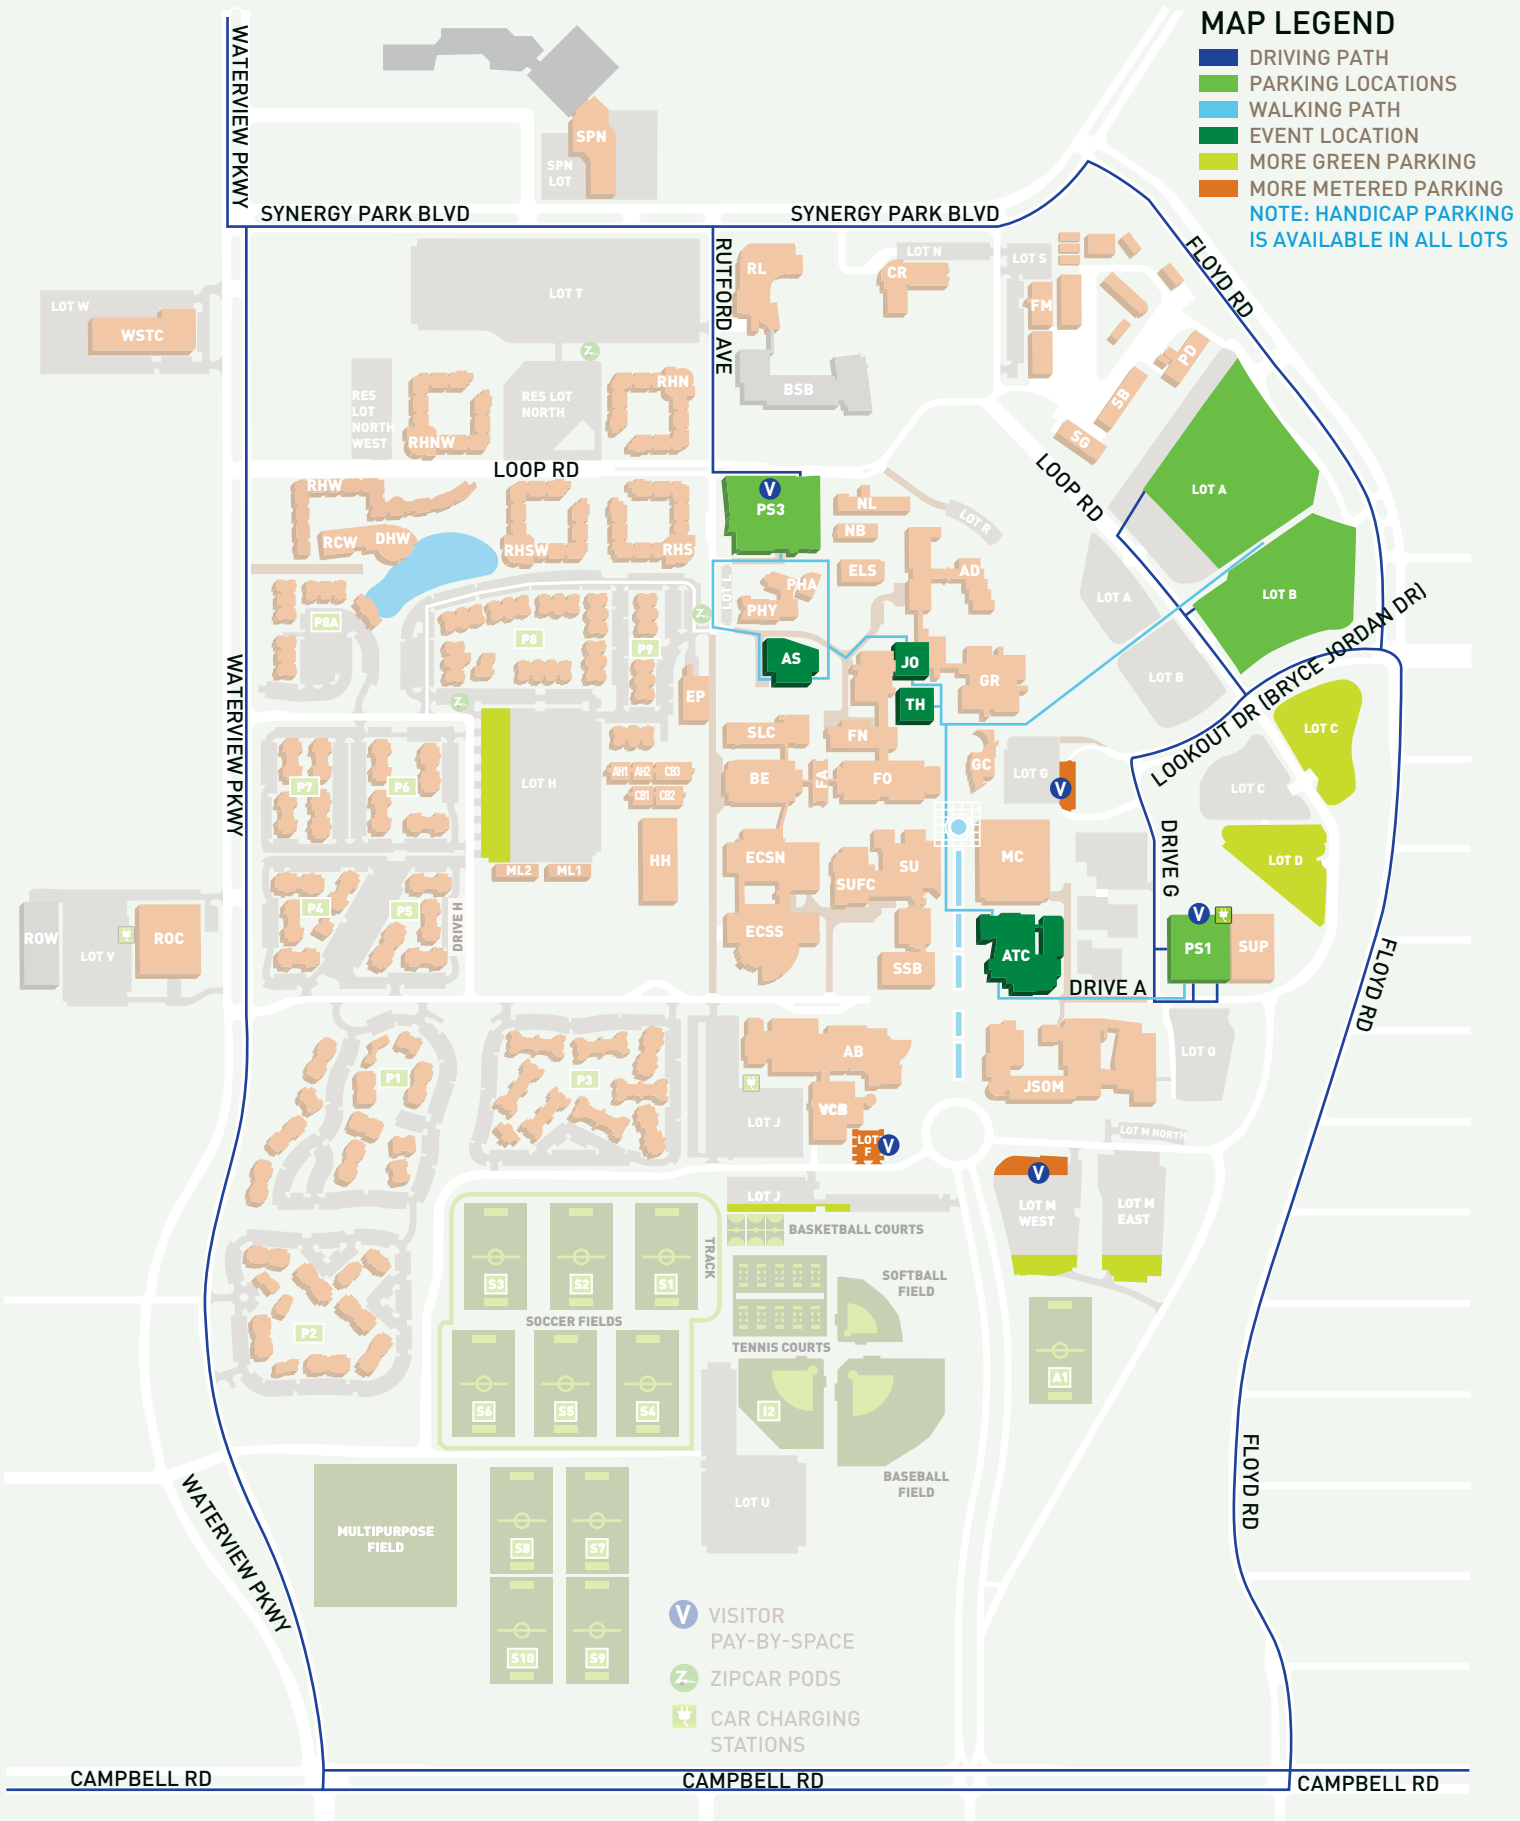 MAP LEGEND
DRIVING PATH
PARKING LOCATIONS
WALKING PATH
EVENT LOCATION
MORE GREEN PARKING
MORE METERED PARKING
NOTE: HANDICAP PARKING
IS AVAILABLE IN ALL LOTS
WATERVIEW PKWY
SPN
SPN
LOT
SYNERGY PARK BLVD
SYNERGY PARK BLVD
FLOYD RD
RUTFORD AVE
RL
LOT N
CR
LOT S
FM
LOT T
LOT W
WSTC
PD
SB
SG
BSB
RES
LOT
NORTH
WEST
RHNW
RES LOT
NORTH
RHN
LOOP RD
LOOP RD
LOT A
RHW
RCW
DHW
RHSW
RHS
V
PS3
NL
NB
LOT R
ELS
AD
LOT A
LOT B
LOT L
PHA
PHY
P8A
P8
P9
Z
Z
Z
AS
JO
TH
GR
EP
LOT B
LOOKOUT DR (BRYCE JORDAN DR)
LOT C
LOT C
WATERVIEW PKWY
SLC
FN
BE
FA
FO
GC
LOT G
V
AH1
AH2
CB3
CB1
CB2
LOT H
P7
P6
HH
ML2
ML1
ECSN
SU
SUFC
MC
DRIVE G
LOT D
P4
P5
DRIVE H
ROW
LOT V
ROC
ECSS
SSB
ATC
V
PS1
SUP
DRIVE A
FLOYD RD
P1
P3
AB
VCB
LOT J
LOT
F
V
JSOM
LOT Q
LOT M NORTH
V
LOT M
WEST
LOT M
EAST
LOT J
BASKETBALL COURTS
TRACK
S3
S2
S1
SOCCER FIELDS
S6
S5
S4
SOFTBALL
FIELD
TENNIS COURTS
I2
BASEBALL
FIELD
A1
P2
LOT U
FLOYD RD
WATERVIEW PKWY
MULTIPURPOSE
FIELD
S8
S7
S10
S9
V
VISITOR
PAY-BY-SPACE
Z
ZIPCAR PODS
CAR CHARGING
STATIONS
CAMPBELL RD
CAMPBELL RD
CAMPBELL RD